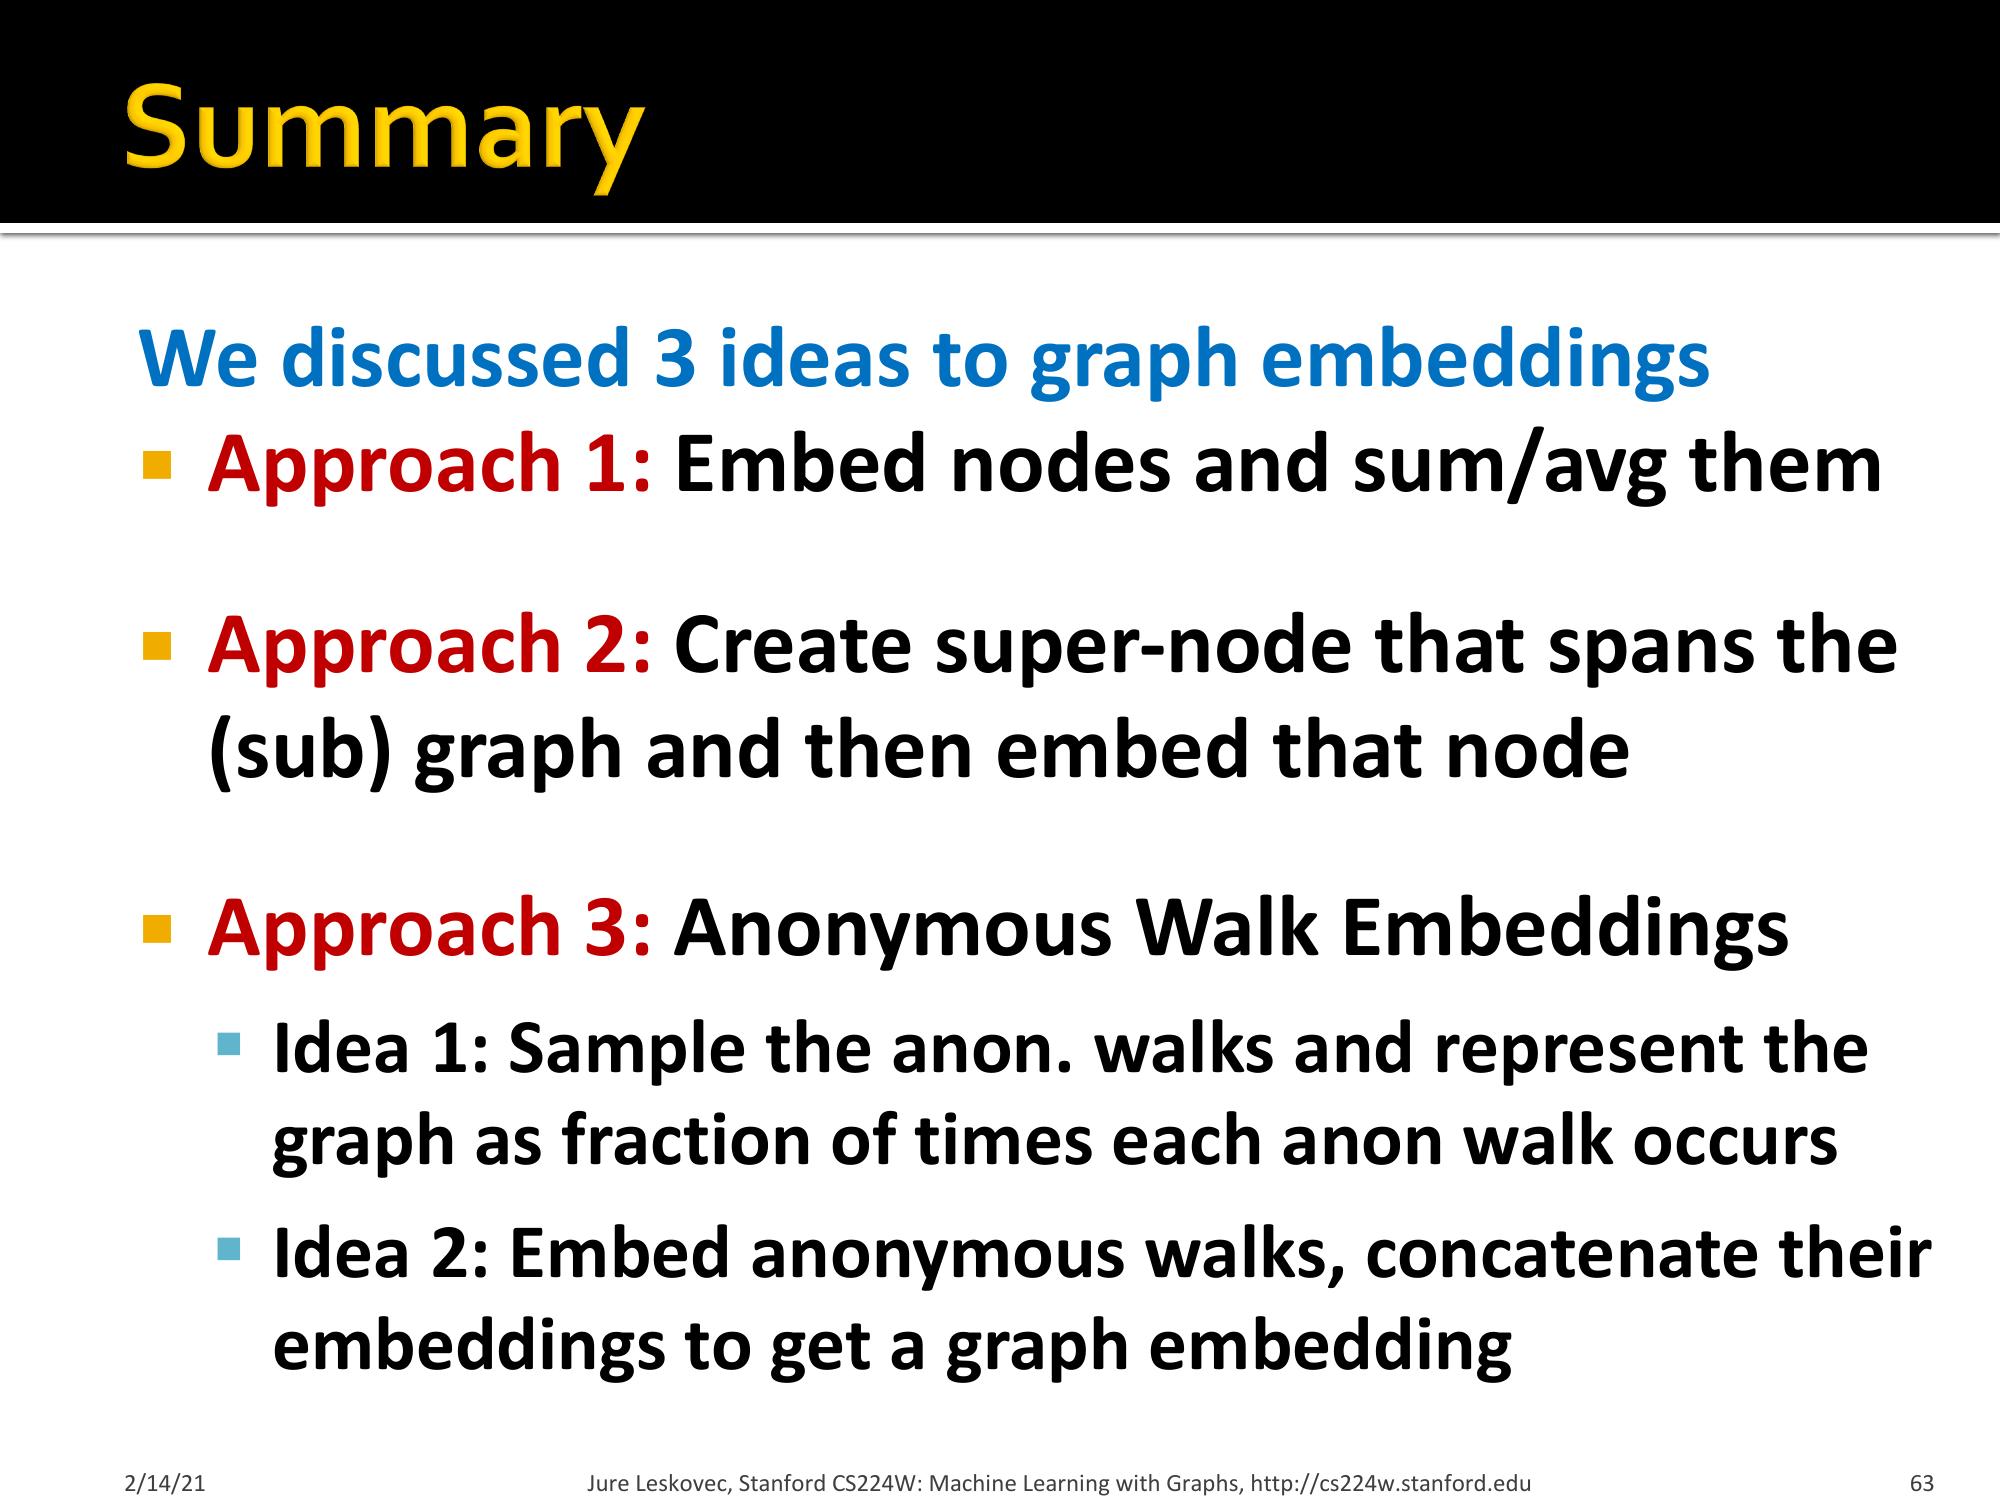 Summary
We discussed 3 ideas to graph embeddings
Approach 1: Embed nodes and sum/avg them
Approach 2: Create super-node that spans the
(sub) graph and then embed that node
Approach 3: Anonymous Walk Embeddings
Idea 1: Sample the anon. walks and represent the
graph as fraction of times each anon walk occurs
Idea 2: Embed anonymous walks, concatenate their
embeddings to get a graph embedding
2/14/21 Jure Leskovec, Stanford CS224W: Machine Learning with Graphs, http://cs224w.stanford.edu 63